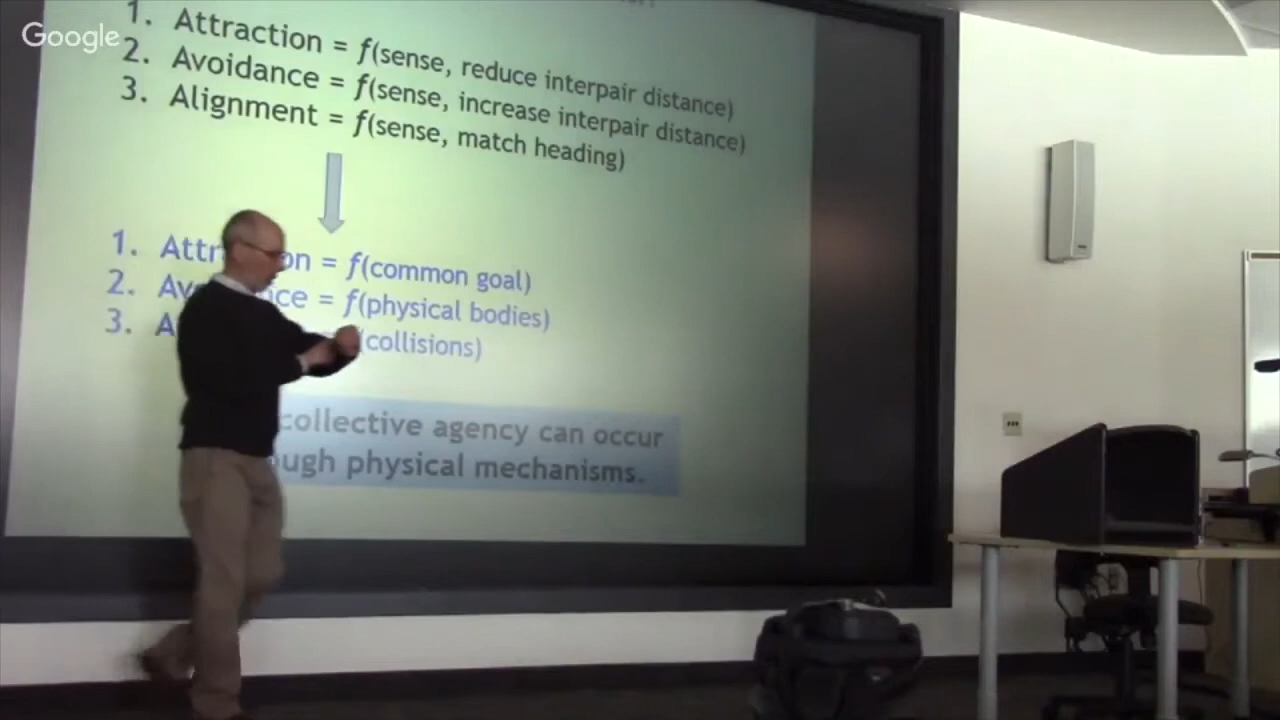 Google
1. Attraction = f(sense, reduce interpair distance)
2. Avoidance = f(sense, increase interpair distance)
3. Alignment = f(sense, match heading)
1. Attr on = f(common goal)
2. Av nce = f(physical bodies)
3. A (collisions)
collective agency can occur
ugh physical mechanisms.